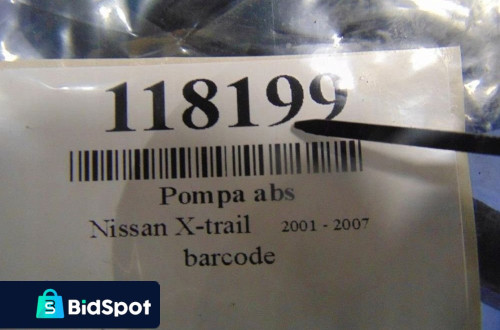 118199
Pompa abs
Nissan X-trail 2001 - 2007
barcode
BidSpot